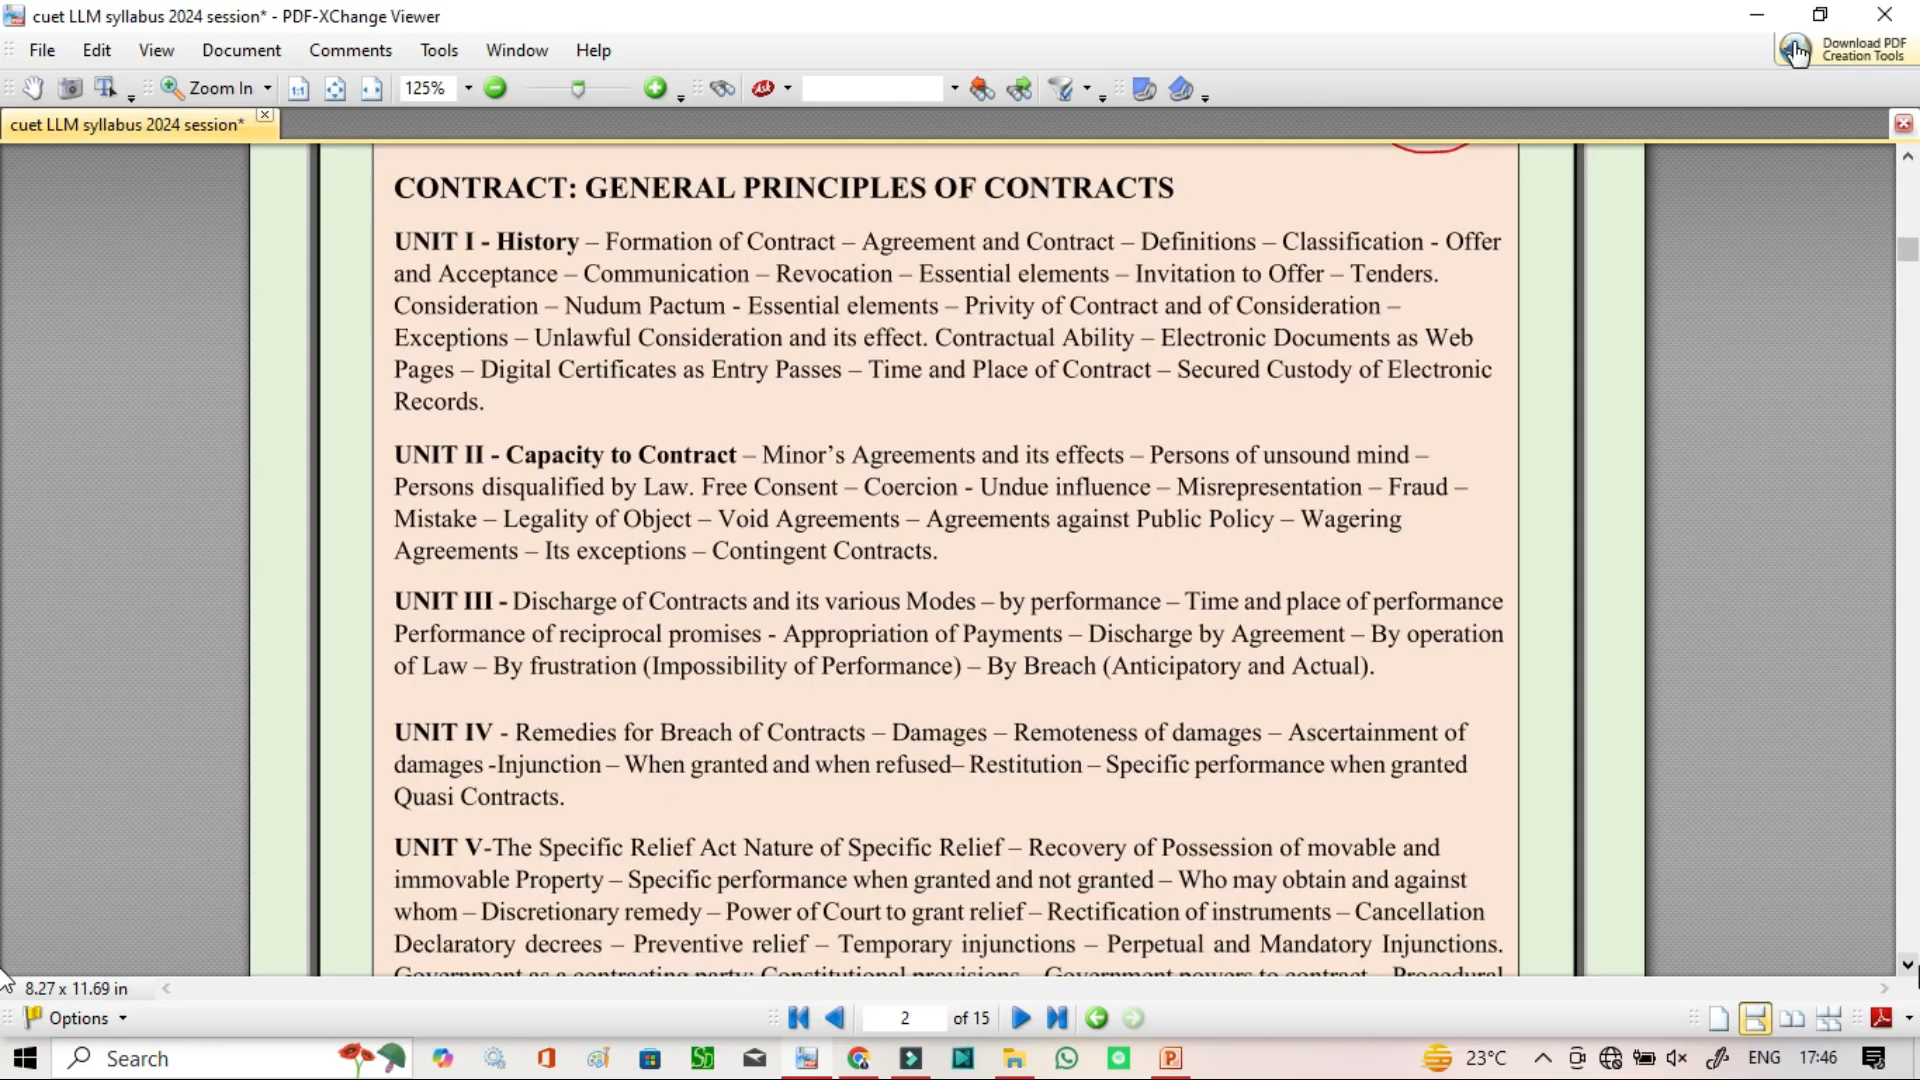 cuet LLM syllabus 2024 session* - PDF-XChange Viewer
File Edit View Document Comments Tools Window Help
Download PDF
Creation Tools
Zoom In 125%
cuet LLM syllabus 2024 session*
CONTRACT: GENERAL PRINCIPLES OF CONTRACTS
UNIT I - History – Formation of Contract – Agreement and Contract – Definitions – Classification - Offer
and Acceptance – Communication – Revocation – Essential elements – Invitation to Offer – Tenders.
Consideration – Nudum Pactum - Essential elements – Privity of Contract and of Consideration –
Exceptions – Unlawful Consideration and its effect. Contractual Ability – Electronic Documents as Web
Pages – Digital Certificates as Entry Passes – Time and Place of Contract – Secured Custody of Electronic
Records.
UNIT II - Capacity to Contract – Minor’s Agreements and its effects – Persons of unsound mind –
Persons disqualified by Law. Free Consent – Coercion - Undue influence – Misrepresentation – Fraud –
Mistake – Legality of Object – Void Agreements – Agreements against Public Policy – Wagering
Agreements – Its exceptions – Contingent Contracts.
UNIT III - Discharge of Contracts and its various Modes – by performance – Time and place of performance
Performance of reciprocal promises - Appropriation of Payments – Discharge by Agreement – By operation
of Law – By frustration (Impossibility of Performance) – By Breach (Anticipatory and Actual).
UNIT IV - Remedies for Breach of Contracts – Damages – Remoteness of damages – Ascertainment of
damages -Injunction – When granted and when refused– Restitution – Specific performance when granted
Quasi Contracts.
UNIT V-The Specific Relief Act Nature of Specific Relief – Recovery of Possession of movable and
immovable Property – Specific performance when granted and not granted – Who may obtain and against
whom – Discretionary remedy – Power of Court to grant relief – Rectification of instruments – Cancellation
Declaratory decrees – Preventive relief – Temporary injunctions – Perpetual and Mandatory Injunctions.
Government as a contracting party: Constitutional provisions – Government powers to contract – Procedural
8.27 x 11.69 in
Options 2 of 15
Search 23°C ENG 17:46